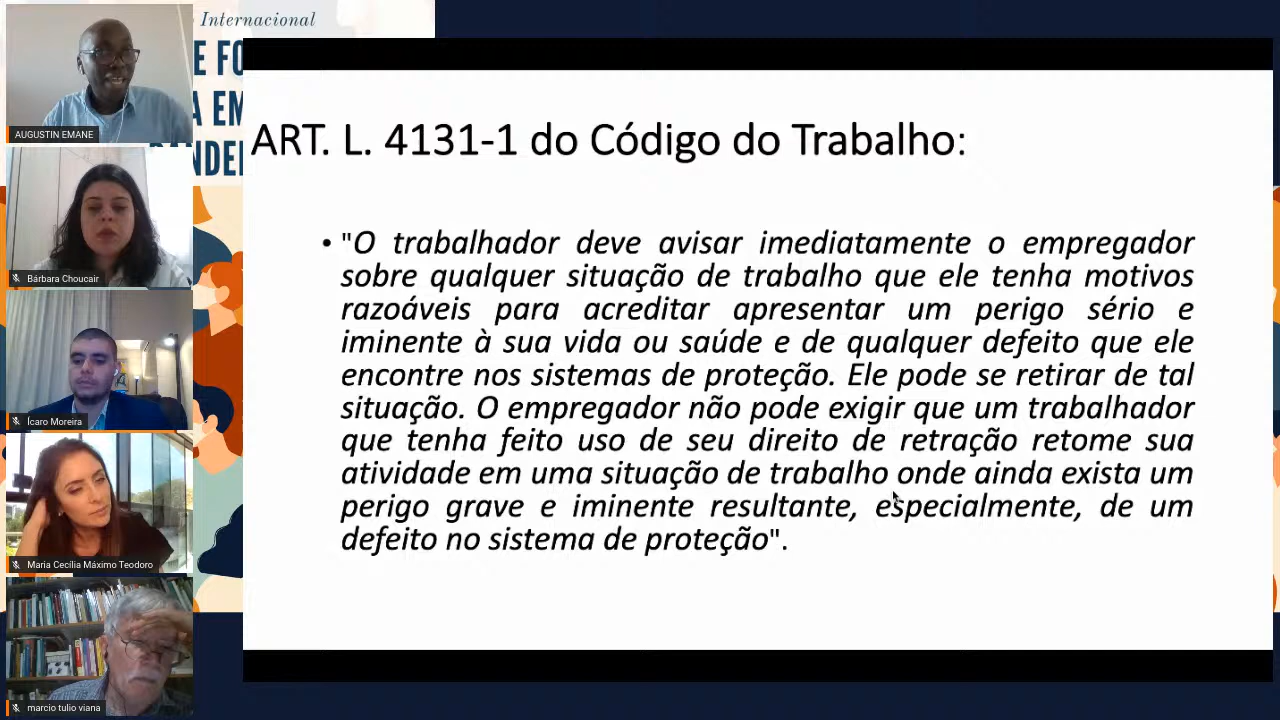 Internacional
AUGUSTIN EMANE
Bárbara Choucair
Ícaro Moreira
Maria Cecília Máximo Teodoro
marcio tulio viana
ART. L. 4131-1 do Código do Trabalho:
• "O trabalhador deve avisar imediatamente o empregador
sobre qualquer situação de trabalho que ele tenha motivos
razoáveis para acreditar apresentar um perigo sério e
iminente à sua vida ou saúde e de qualquer defeito que ele
encontre nos sistemas de proteção. Ele pode se retirar de tal
situação. O empregador não pode exigir que um trabalhador
que tenha feito uso de seu direito de retração retome sua
atividade em uma situação de trabalho onde ainda exista um
perigo grave e iminente resultante, especialmente, de um
defeito no sistema de proteção".